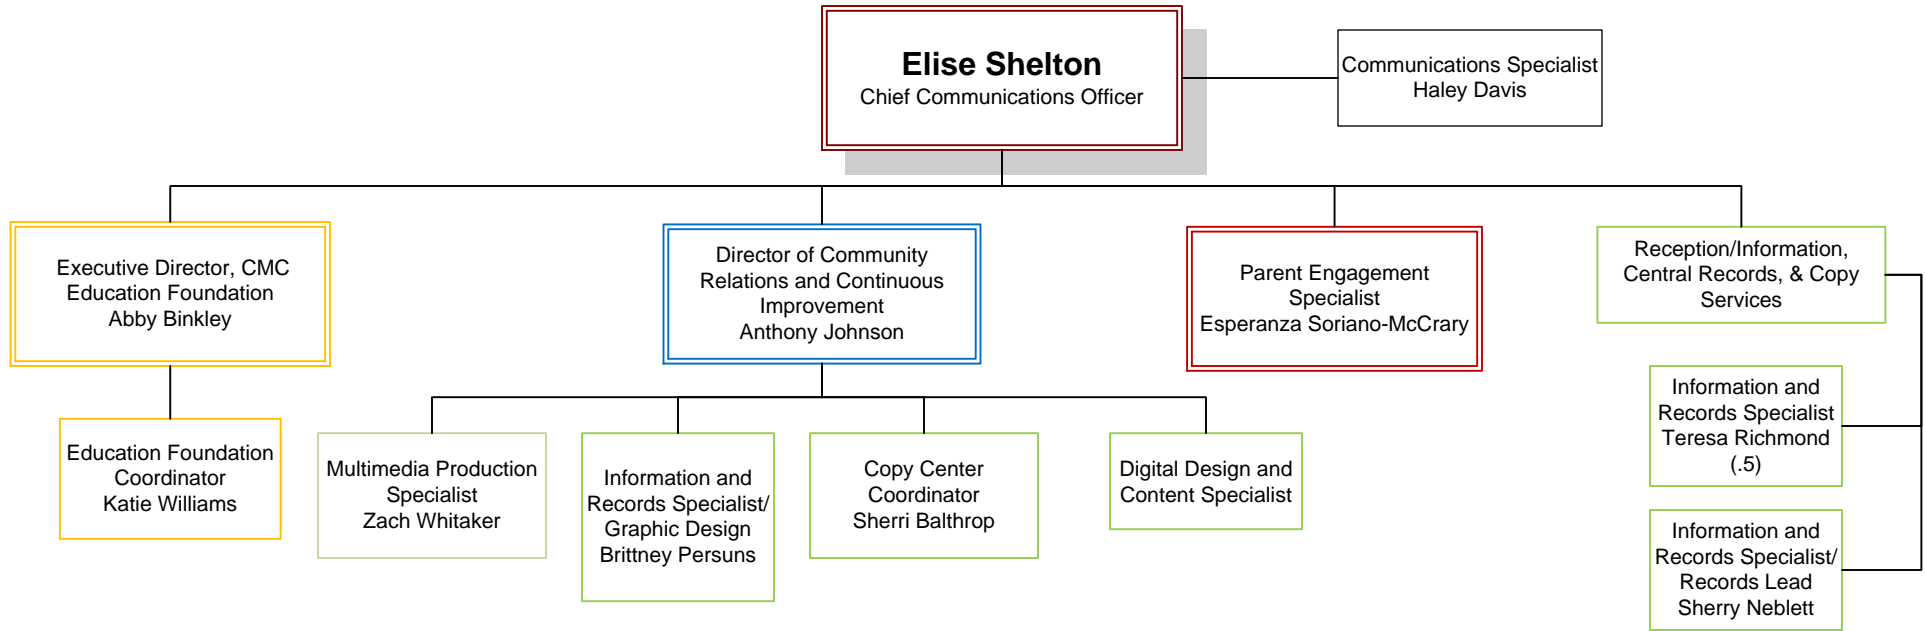 Elise Shelton
Chief Communications Officer
Communications Specialist
Haley Davis
Executive Director, CMC
Education Foundation
Abby Binkley
Director of Community
Relations and Continuous
Improvement
Anthony Johnson
Parent Engagement
Specialist
Esperanza Soriano-McCrary
Reception/Information,
Central Records, & Copy
Services
Education Foundation
Coordinator
Katie Williams
Multimedia Production
Specialist
Zach Whitaker
Information and
Records Specialist/
Graphic Design
Brittney Persuns
Copy Center
Coordinator
Sherri Balthrop
Digital Design and
Content Specialist
Information and
Records Specialist
Teresa Richmond
(.5)
Information and
Records Specialist/
Records Lead
Sherry Neblett